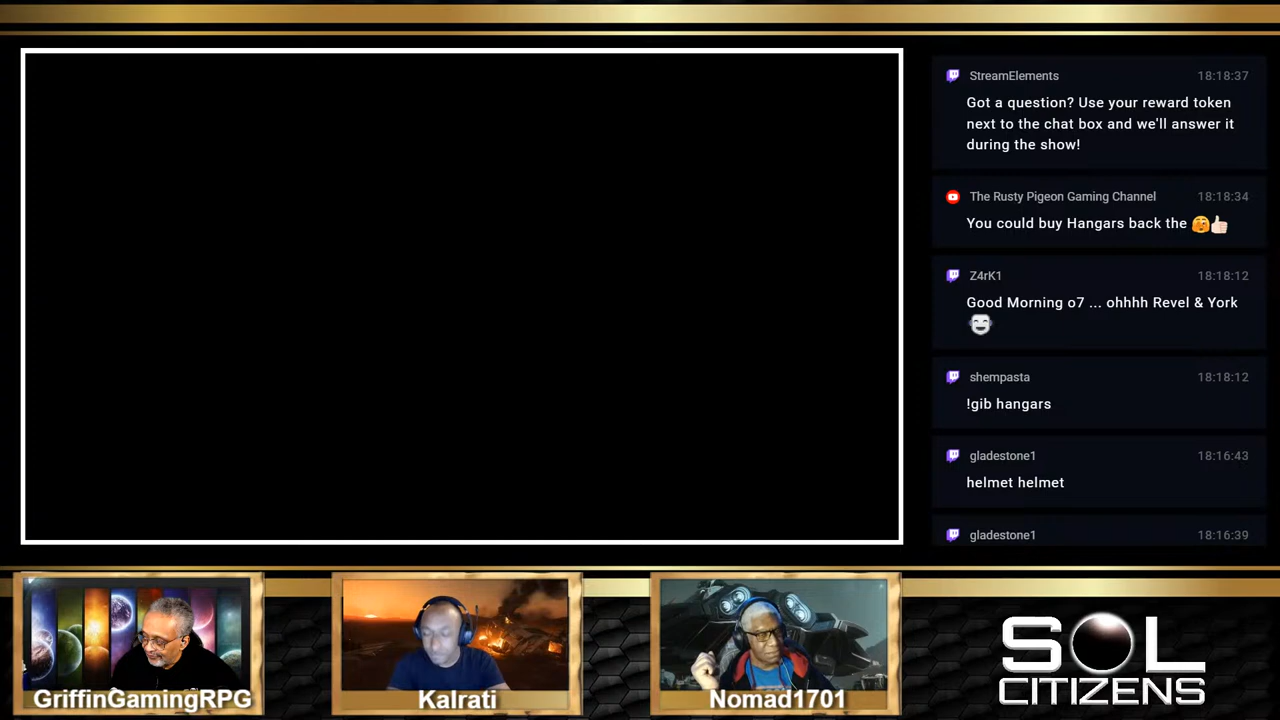 StreamElements 18:18:37
Got a question? Use your reward token
next to the chat box and we'll answer it
during the show!
The Rusty Pigeon Gaming Channel 18:18:34
You could buy Hangars back the 🤗👍🏻
Z4rK1 18:18:12
Good Morning o7 ... ohhhh Revel & York
shempasta 18:18:12
!gib hangars
gladestone1 18:16:43
helmet helmet
gladestone1 18:16:39
GriffinGamingRPG
Kalrati
Nomad1701
SOL
CITIZENS